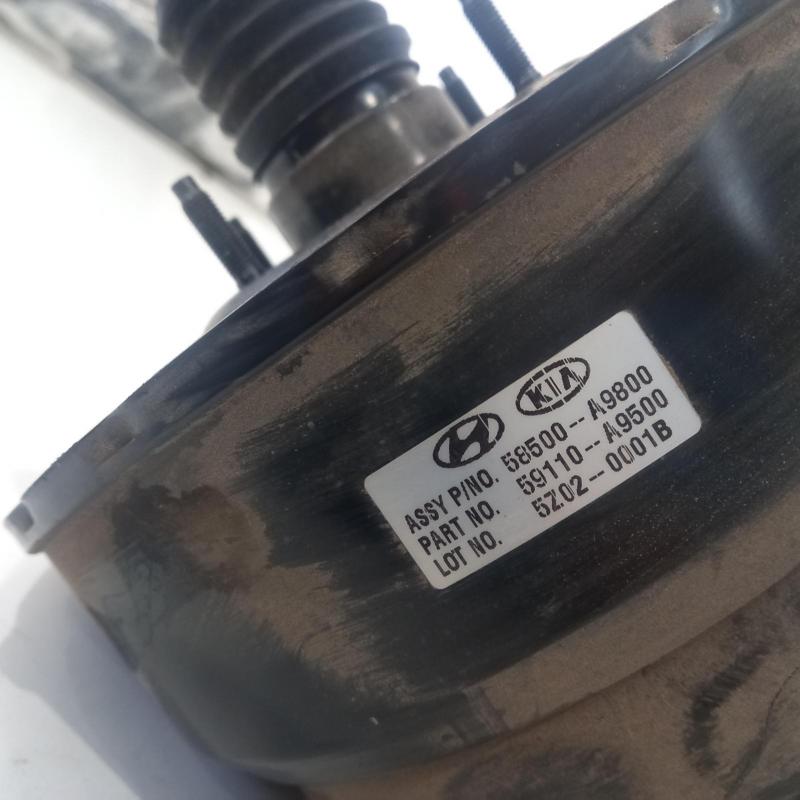 KIA
ASSY P/NO. 58500-A9800
PART NO. 59110-A9500
LOT NO. 5Z02-0001B